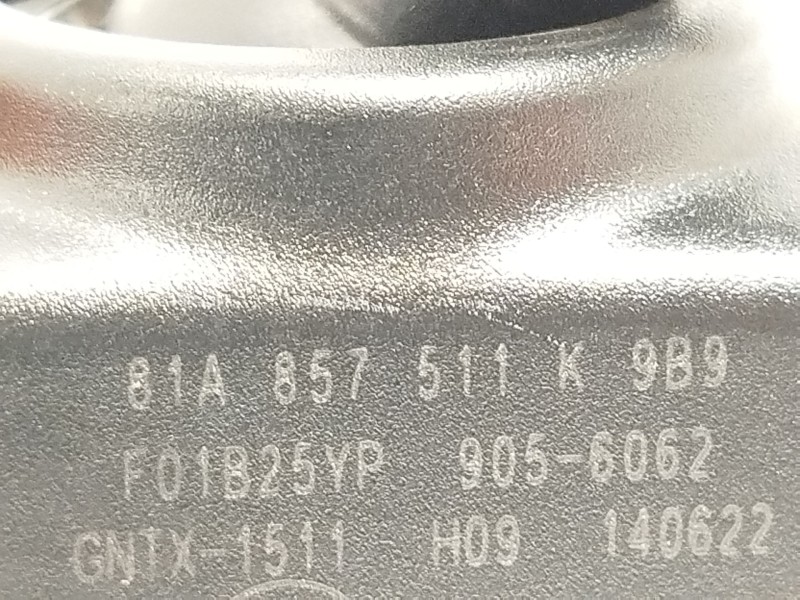 81A 857 511 K 9B9
F01B25YP 905-6062
GNTX-1511 H09 140622